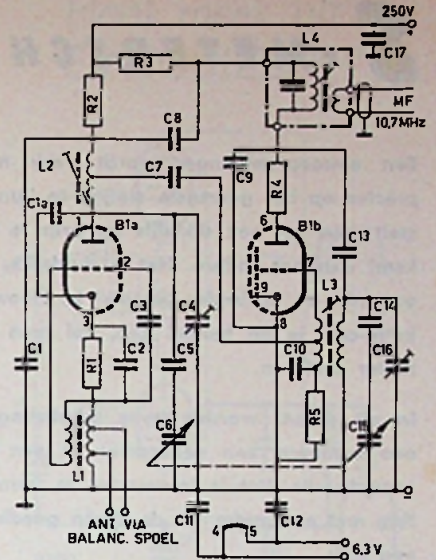 250V
+
L4
C17
R3
R2
C8
MF
10,7MHz
L2
C7
C9
R4
C1a
C13
1
B1a
6
B1b
2
9
7
L3
3
8
C3
C4
C14
C16
C1
R1
C2
C5
C10
C6
R5
C15
L1
ANT. VIA
BALANC. SPOEL
C11
C12
4
5
6.3V